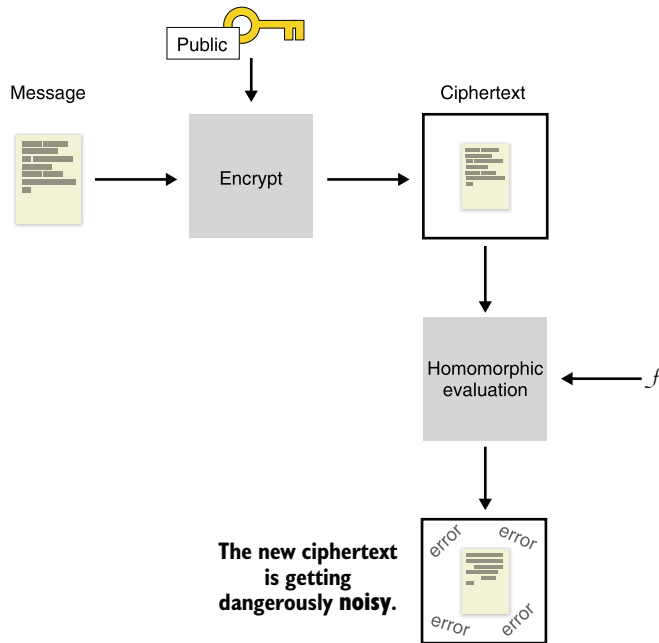 Public
Message
Ciphertext
Encrypt
Homomorphic
evaluation
f
The new ciphertext
is getting
dangerously noisy.
error
error
error
error